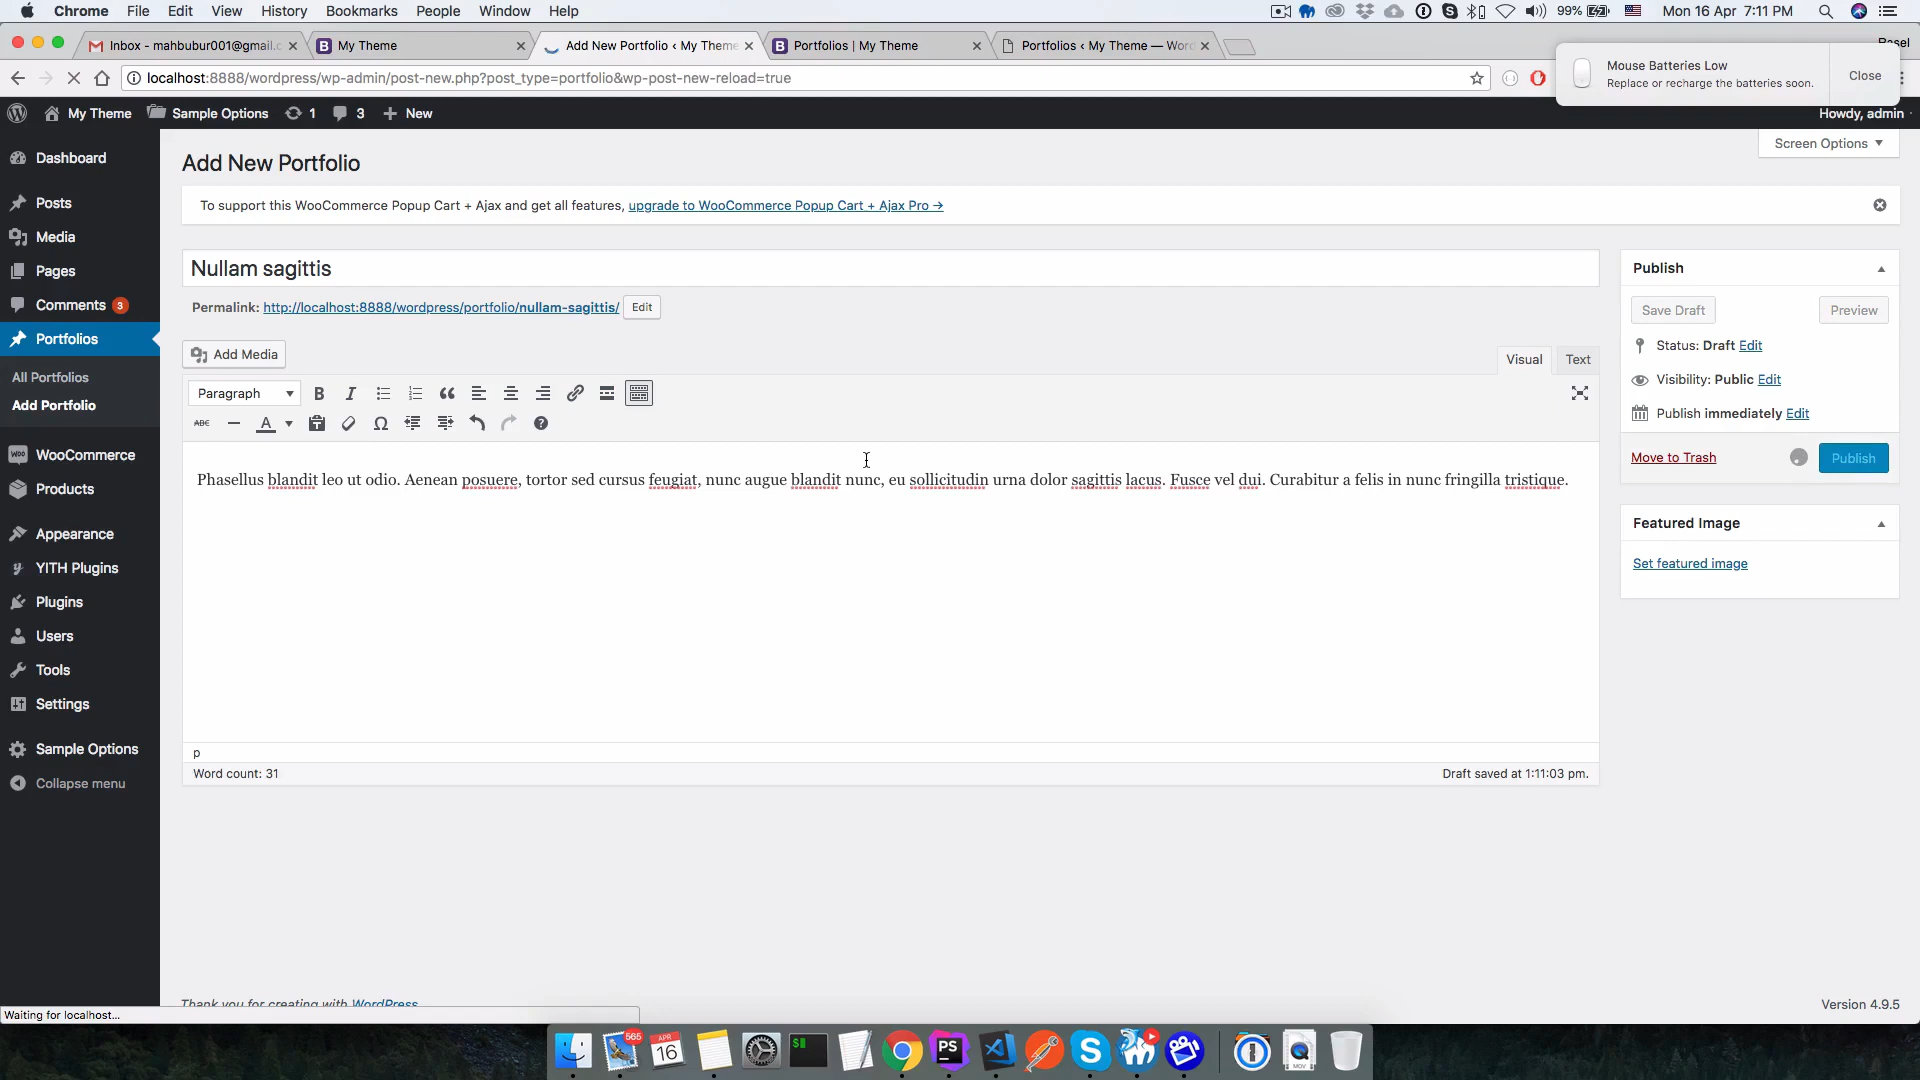 Chrome File Edit View History Bookmarks People Window Help
99% Mon 16 Apr 7:11 PM
Inbox - mahbubur001@gmail.c
My Theme
Add New Portfolio ‹ My Theme
Portfolios | My Theme
Portfolios ‹ My Theme — Wor
localhost:8888/wordpress/wp-admin/post-new.php?post_type=portfolio&wp-post-new-reload=true
Mouse Batteries Low
Replace or recharge the batteries soon.
Close
My Theme Sample Options 1 3 + New
Howdy, admin
Dashboard
Posts
Media
Pages
Comments 3
Portfolios
All Portfolios
Add Portfolio
WooCommerce
Products
Appearance
YITH Plugins
Plugins
Users
Tools
Settings
Sample Options
Collapse menu
Screen Options
Add New Portfolio
To support this WooCommerce Popup Cart + Ajax and get all features, upgrade to WooCommerce Popup Cart + Ajax Pro →
Nullam sagittis
Permalink: http://localhost:8888/wordpress/portfolio/nullam-sagittis/ Edit
Add Media
Visual Text
Paragraph B I
ABC A Ω
Phasellus blandit leo ut odio. Aenean posuere, tortor sed cursus feugiat, nunc augue blandit nunc, eu sollicitudin urna dolor sagittis lacus. Fusce vel dui. Curabitur a felis in nunc fringilla tristique.
p
Word count: 31
Draft saved at 1:11:03 pm.
Publish
Save Draft Preview
Status: Draft Edit
Visibility: Public Edit
Publish immediately Edit
Move to Trash Publish
Featured Image
Set featured image
Thank you for creating with WordPress
Version 4.9.5
Waiting for localhost...
565
APR
16
$
PS